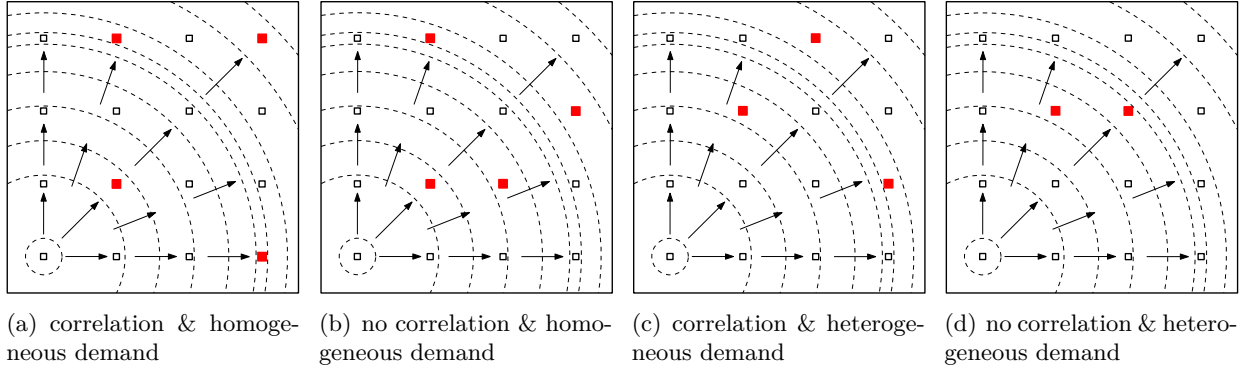 (a) correlation & homoge-
neous demand
(b) no correlation & homo-
geneous demand
(c) correlation & heteroge-
neous demand
(d) no correlation & hetero-
geneous demand